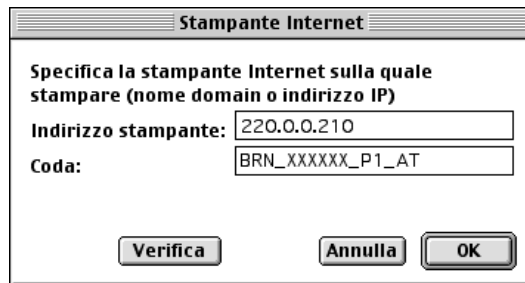 Stampante Internet
Specifica la stampante Internet sulla quale
stampare (nome domain o indirizzo IP)
Indirizzo stampante: 220.0.0.210
Coda: BRN_XXXXXX_P1_AT
Verifica Annulla OK